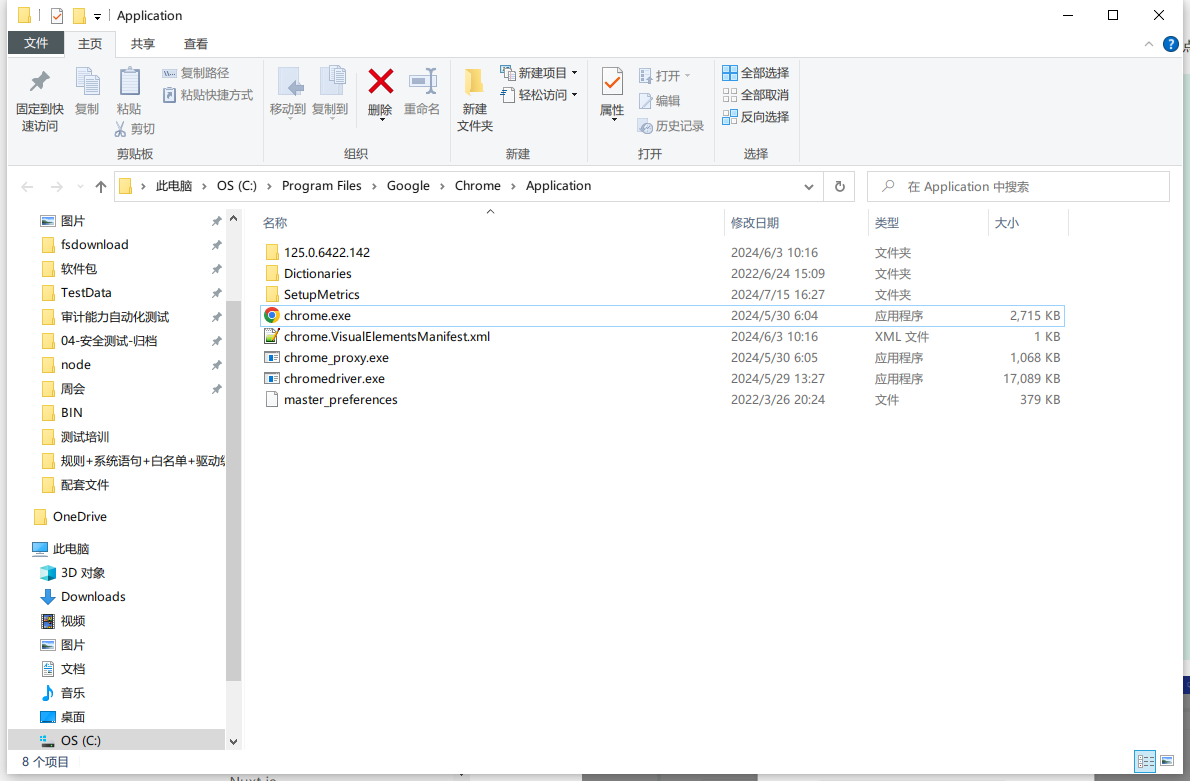 Application
文件 主页 共享 查看
固定到快速访问
复制
粘贴
复制路径
粘贴快捷方式
剪切
剪贴板
移动到
复制到
删除
重命名
组织
新建文件夹
新建项目
轻松访问
新建
属性
打开
编辑
历史记录
打开
全部选择
全部取消
反向选择
选择
此电脑 › OS (C:) › Program Files › Google › Chrome › Application
在 Application 中搜索
图片
fsdownload
软件包
TestData
审计能力自动化测试
04-安全测试-归档
node
周会
BIN
测试培训
规则+系统语句+白名单+驱动
配套文件
OneDrive
此电脑
3D 对象
Downloads
视频
图片
文档
音乐
桌面
OS (C:)
名称 修改日期 类型 大小
125.0.6422.142 2024/6/3 10:16 文件夹
Dictionaries 2022/6/24 15:09 文件夹
SetupMetrics 2024/7/15 16:27 文件夹
chrome.exe 2024/5/30 6:04 应用程序 2,715 KB
chrome.VisualElementsManifest.xml 2024/6/3 10:16 XML 文件 1 KB
chrome_proxy.exe 2024/5/30 6:05 应用程序 1,068 KB
chromedriver.exe 2024/5/29 13:27 应用程序 17,089 KB
master_preferences 2022/3/26 20:24 文件 379 KB
8 个项目